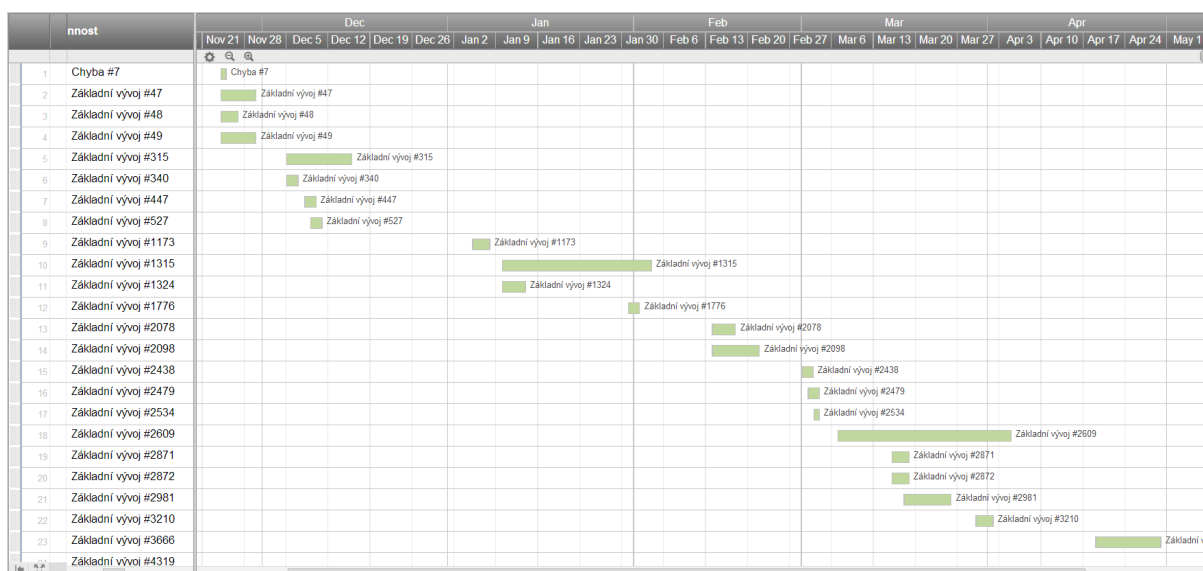 nnost
Dec Jan Feb Mar Apr
Nov 21 Nov 28 Dec 5 Dec 12 Dec 19 Dec 26 Jan 2 Jan 9 Jan 16 Jan 23 Jan 30 Feb 6 Feb 13 Feb 20 Feb 27 Mar 6 Mar 13 Mar 20 Mar 27 Apr 3 Apr 10 Apr 17 Apr 24 May 1
1 Chyba #7 Chyba #7
2 Základní vývoj #47 Základní vývoj #47
3 Základní vývoj #48 Základní vývoj #48
4 Základní vývoj #49 Základní vývoj #49
5 Základní vývoj #315 Základní vývoj #315
6 Základní vývoj #340 Základní vývoj #340
7 Základní vývoj #447 Základní vývoj #447
8 Základní vývoj #527 Základní vývoj #527
9 Základní vývoj #1173 Základní vývoj #1173
10 Základní vývoj #1315 Základní vývoj #1315
11 Základní vývoj #1324 Základní vývoj #1324
12 Základní vývoj #1776 Základní vývoj #1776
13 Základní vývoj #2078 Základní vývoj #2078
14 Základní vývoj #2098 Základní vývoj #2098
15 Základní vývoj #2438 Základní vývoj #2438
16 Základní vývoj #2479 Základní vývoj #2479
17 Základní vývoj #2534 Základní vývoj #2534
18 Základní vývoj #2609 Základní vývoj #2609
19 Základní vývoj #2871 Základní vývoj #2871
20 Základní vývoj #2872 Základní vývoj #2872
21 Základní vývoj #2981 Základní vývoj #2981
22 Základní vývoj #3210 Základní vývoj #3210
23 Základní vývoj #3666 Základní v
Základní vývoj #4319